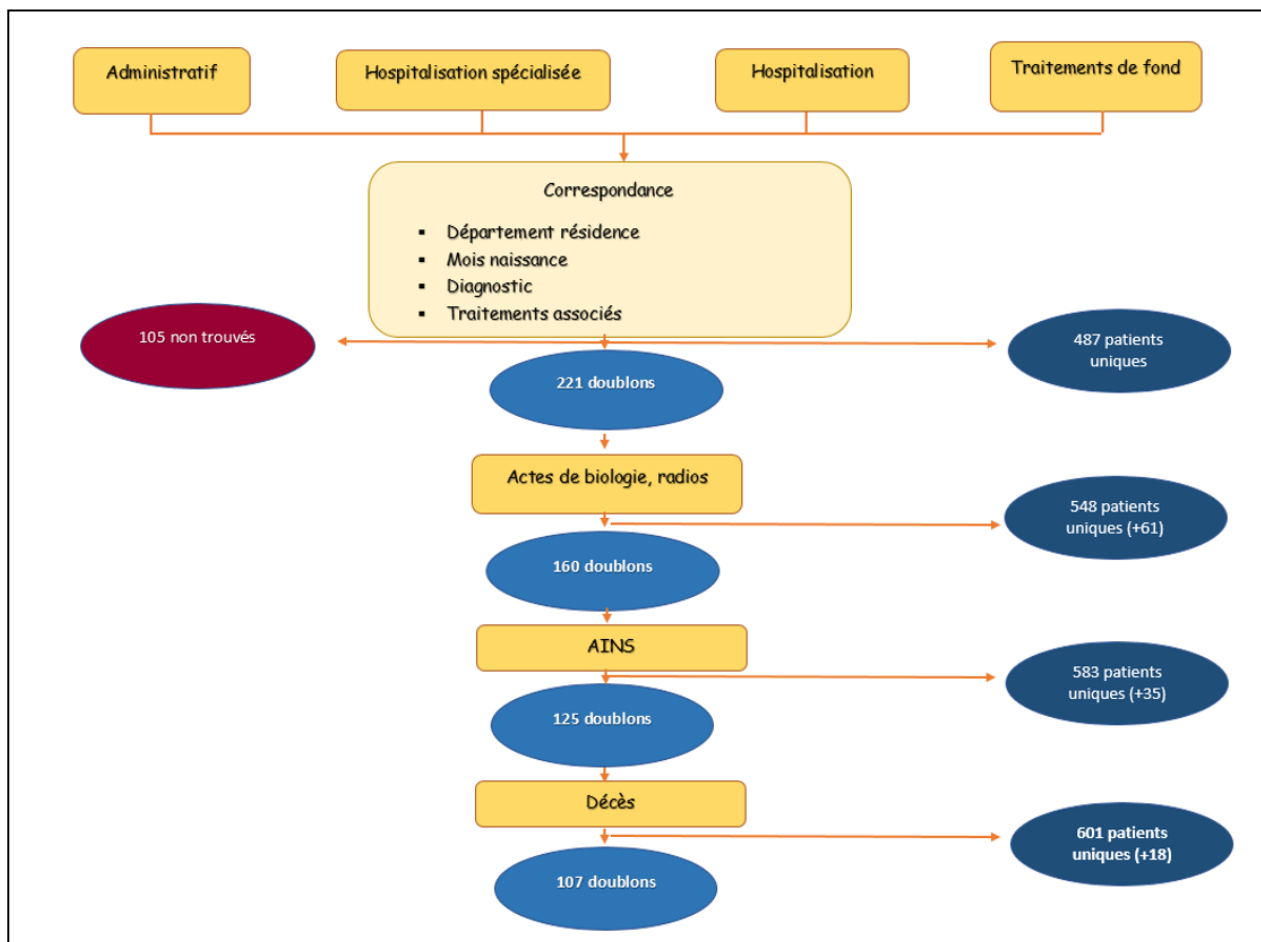 Administratif
Hospitalisation spécialisée
Hospitalisation
Traitements de fond
Correspondance
▪ Département résidence
▪ Mois naissance
▪ Diagnostic
▪ Traitements associés
105 non trouvés
487 patients
uniques
221 doublons
Actes de biologie, radios
548 patients
uniques (+61)
160 doublons
AINS
583 patients
uniques (+35)
125 doublons
Décès
601 patients
uniques (+18)
107 doublons